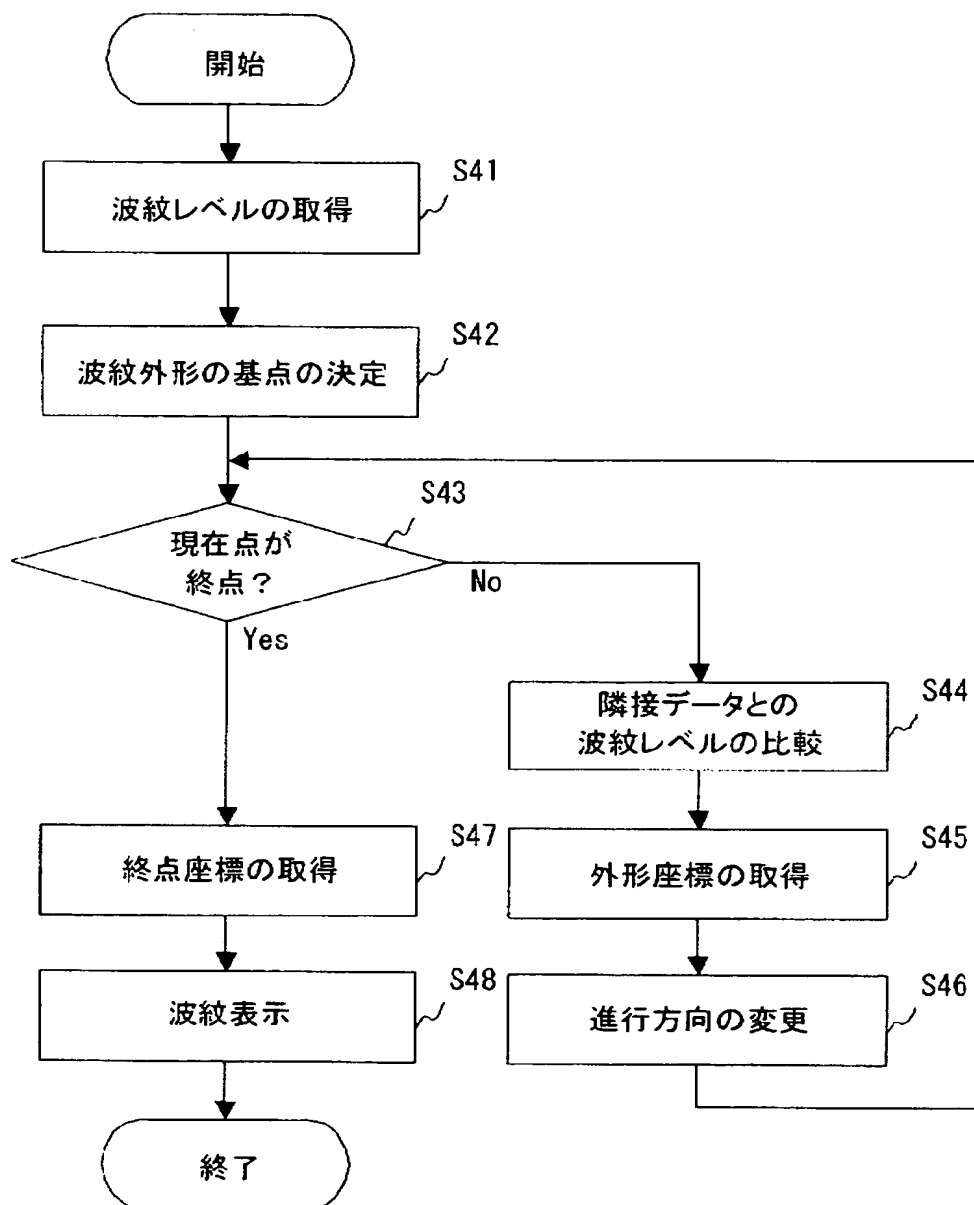 開始
S41
波紋レベルの取得
S42
波紋外形の基点の決定
S43
現在点が
終点？
No
Yes
S44
隣接データとの
波紋レベルの比較
S47
終点座標の取得
S45
外形座標の取得
S48
波紋表示
S46
進行方向の変更
終了